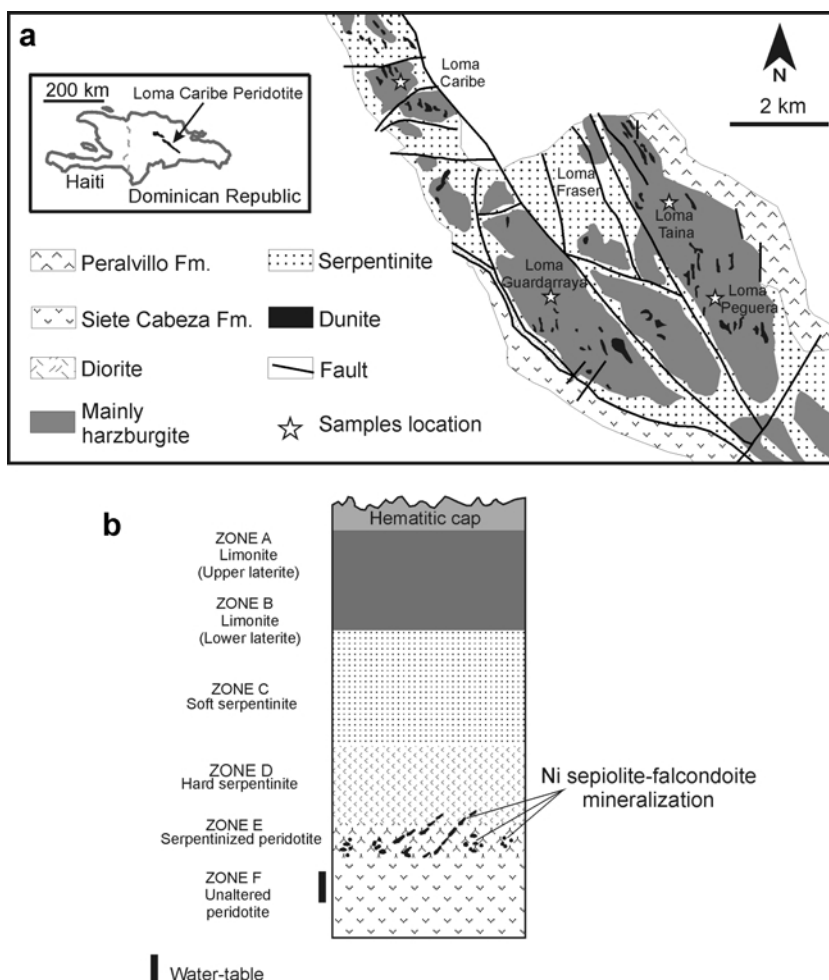 a
200 km
Loma Caribe Peridotite
Haiti
Dominican Republic
Loma
Caribe
N
2 km
Loma
Fraser
Loma
Taina
Loma
Guardarraya
Loma
Peguera
Peralvillo Fm.
Siete Cabeza Fm.
Diorite
Mainly
harzburgite
Serpentinite
Dunite
Fault
Samples location
b
Hematitic cap
ZONE A
Limonite
(Upper laterite)
ZONE B
Limonite
(Lower laterite)
ZONE C
Soft serpentinite
ZONE D
Hard serpentinite
ZONE E
Serpentinized peridotite
ZONE F
Unaltered
peridotite
Ni sepiolite-falcondoite
mineralization
Water-table